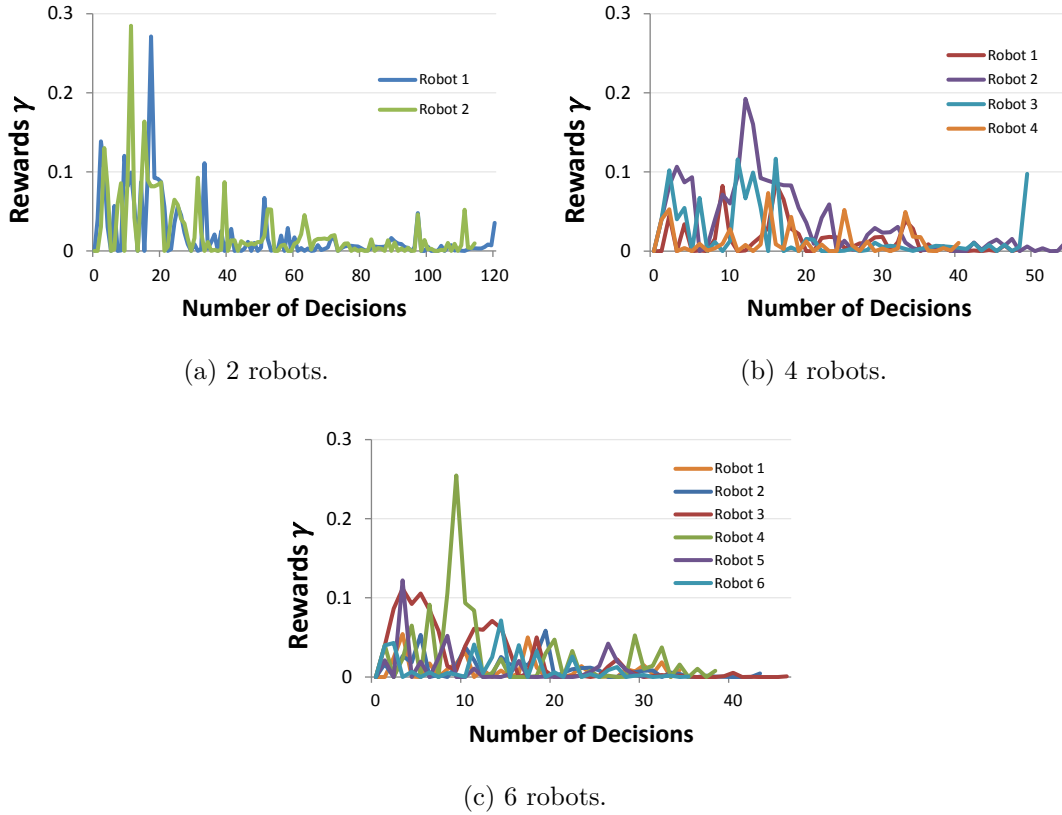 0.3
0.2
0.1
0
Rewards γ
Robot 1
Robot 2
0 20 40 60 80 100 120
Number of Decisions
(a) 2 robots.
0.3
0.2
0.1
0
Rewards γ
Robot 1
Robot 2
Robot 3
Robot 4
0 10 20 30 40 50
Number of Decisions
(b) 4 robots.
0.3
0.2
0.1
0
Rewards γ
Robot 1
Robot 2
Robot 3
Robot 4
Robot 5
Robot 6
0 10 20 30 40
Number of Decisions
(c) 6 robots.